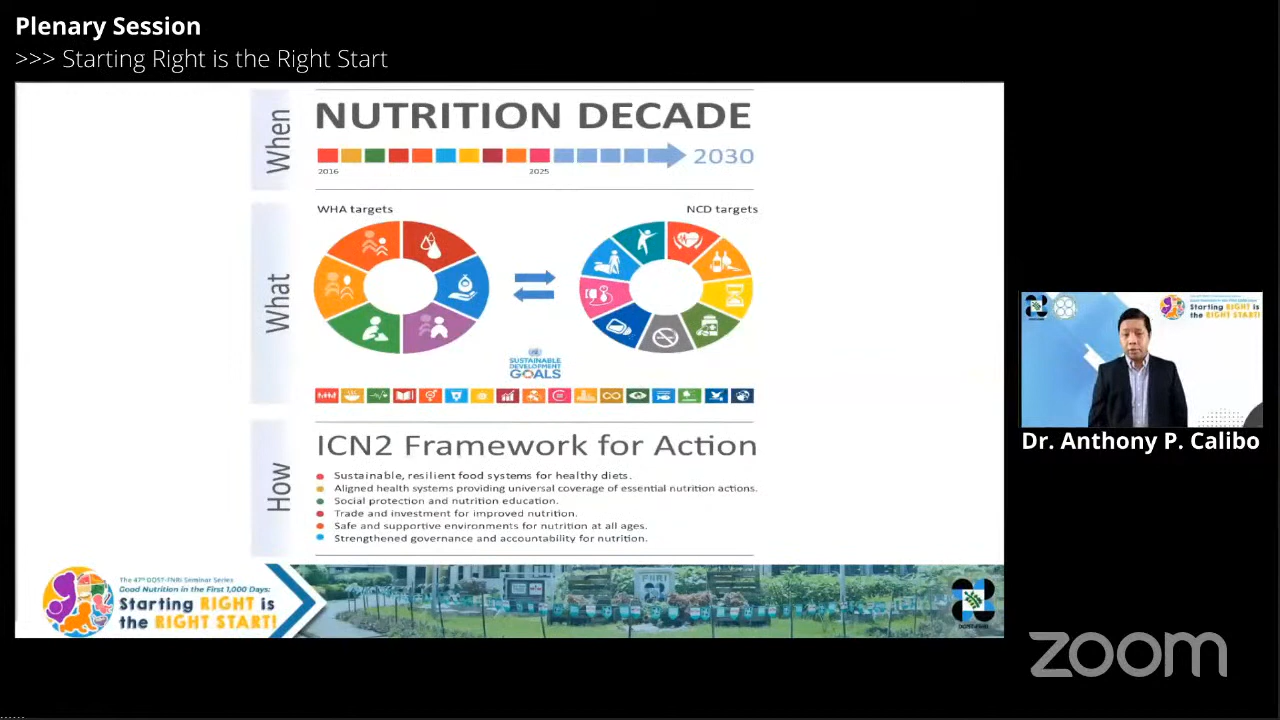 Plenary Session
>>> Starting Right is the Right Start
When
NUTRITION DECADE
2030
2016
2025
What
WHA targets
NCD targets
SUSTAINABLE
DEVELOPMENT
GOALS
How
ICN2 Framework for Action
Sustainable, resilient food systems for healthy diets.
Aligned health systems providing universal coverage of essential nutrition actions.
Social protection and nutrition education.
Trade and investment for improved nutrition.
Safe and supportive environments for nutrition at all ages.
Strengthened governance and accountability for nutrition.
The 47th DOST-FNRI Seminar Series
Good Nutrition in the First 1,000 Days:
Starting RIGHT is
the RIGHT START!
FNRI
DOST-FNRI
Starting RIGHT is
the RIGHT START!
Dr. Anthony P. Calibo
zoom